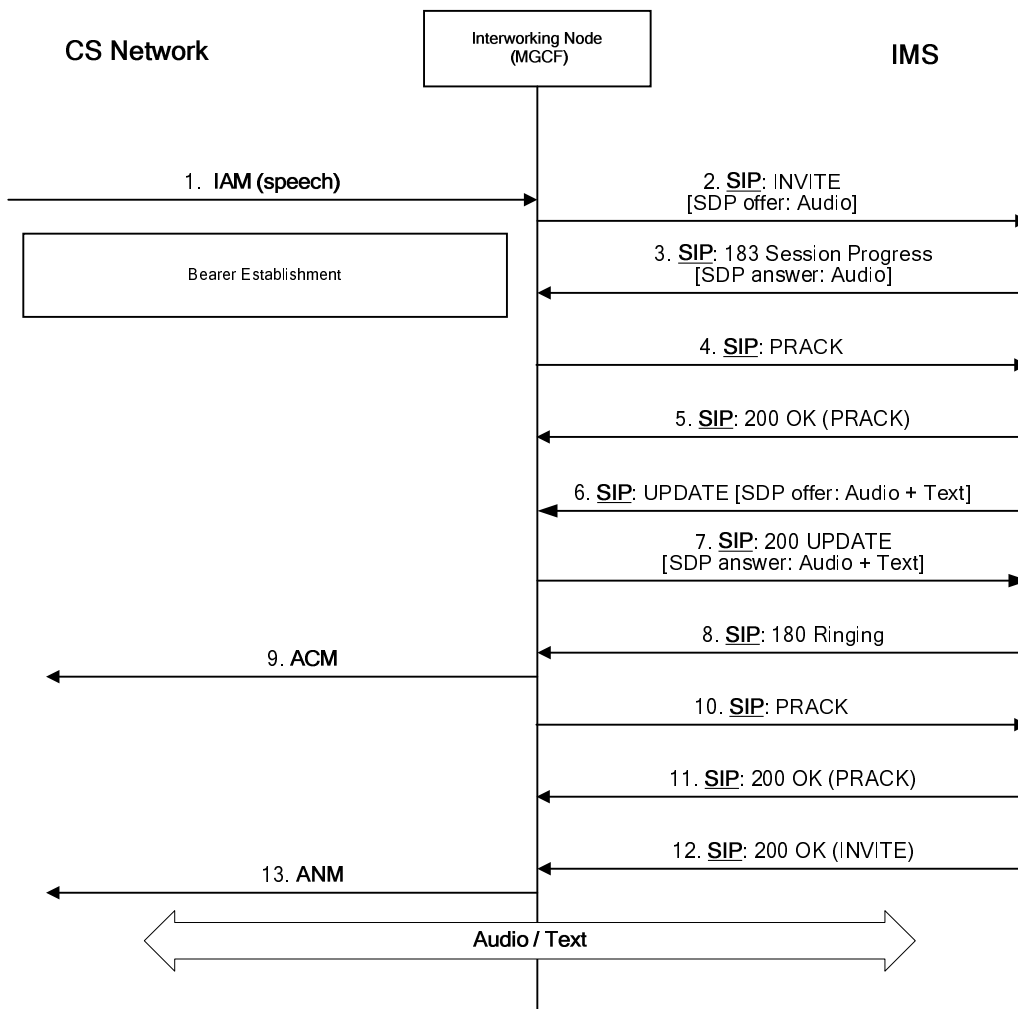 CS Network
Interworking Node
(MGCF)
IMS
1. IAM (speech)
2. SIP: INVITE
[SDP offer: Audio]
Bearer Establishment
3. SIP: 183 Session Progress
[SDP answer: Audio]
4. SIP: PRACK
5. SIP: 200 OK (PRACK)
6. SIP: UPDATE [SDP offer: Audio + Text]
7. SIP: 200 UPDATE
[SDP answer: Audio + Text]
8. SIP: 180 Ringing
9. ACM
10. SIP: PRACK
11. SIP: 200 OK (PRACK)
12. SIP: 200 OK (INVITE)
13. ANM
Audio / Text